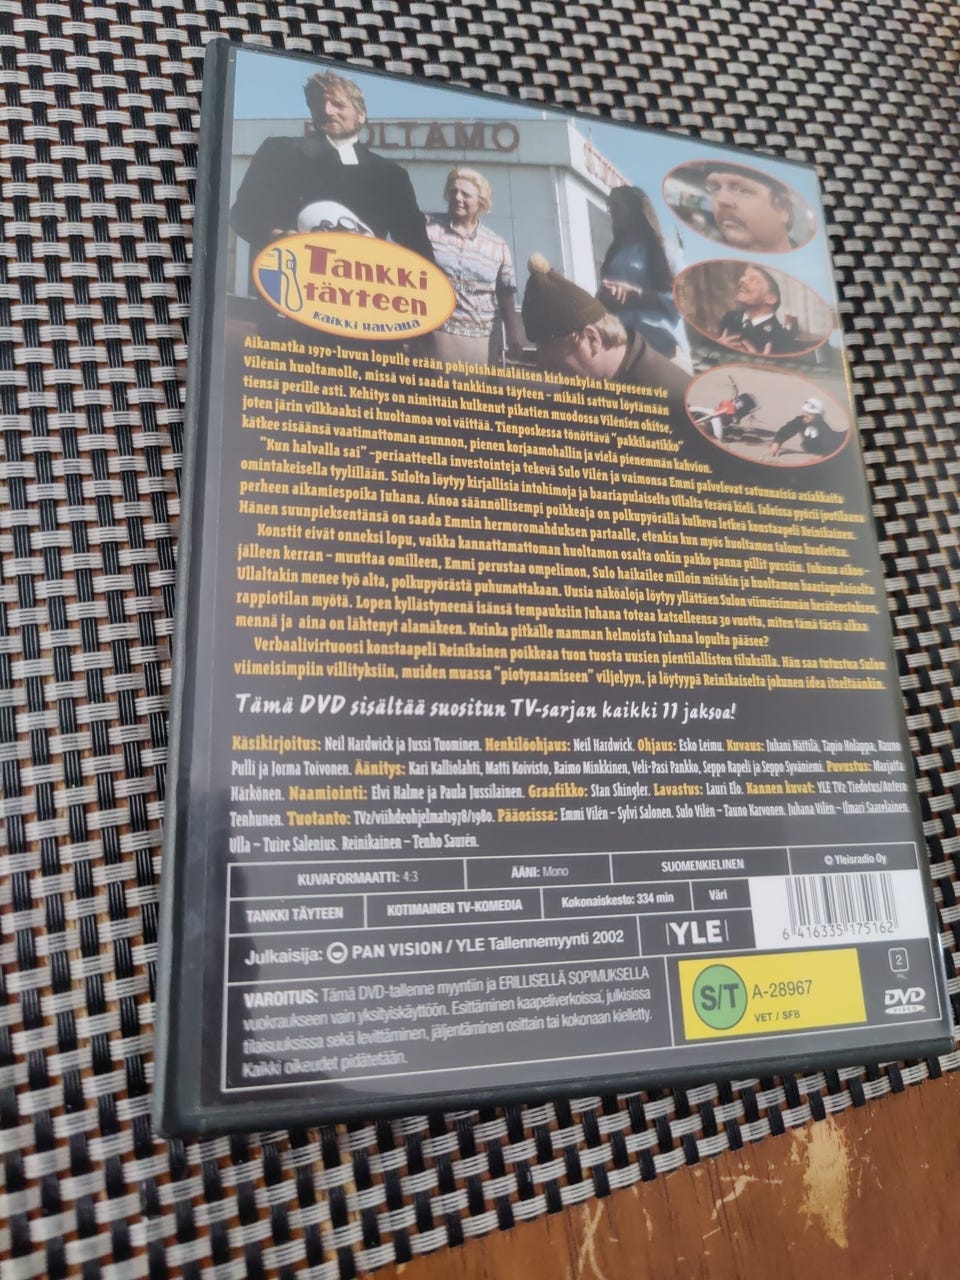 OLTAMO
Tankki
täyteen
Kaikki halvalla
Aikamatka 1970-luvun lopulle erään pohjoishämäläisen kirkonkylän kupeeseen vie
Vilénin huoltamolle, missä voi saada tankkinsa täyteen – mikäli sattuu löytämään
tiensä perille asti. Kehitys on nimittäin kulkenut pikatien muodossa Vilénien ohitse,
joten järin vilkkaaksi ei huoltamoa voi väittää. Tienposkessa tönöttävä "pakkilaatikko"
kätkee sisäänsä vaatimattoman asunnon, pienen korjaamohallin ja vielä pienemmän kahvion.
"Kun halvalla sai" -periaatteella investointeja tekevä Sulo Vilén ja vaimonsa Emmi palvelevat satunnaisia asiakkaita
omintakeisella tyylillään. Sulolta löytyy kirjallisia intohimoja ja baariapulaiselta Ullalta terävä kieli. Jaloissa pyörii joutilaana
perheen aikamiespoika Juhana. Ainoa säännöllisempi poikkeaja on polkupyörällä kulkeva letkeä konstaapeli Reinikainen.
Hänen suunpieksentänsä on saada Emmin hermoromahduksen partaalle, etenkin kun myös huoltamon talous huolettaa.
Konstit eivät onneksi lopu, vaikka kannattamattoman huoltamon osalta onkin pakko panna pillit pussiin. Juhana aikoo –
jälleen kerran – muuttaa omilleen, Emmi perustaa ompelimon, Sulo haikailee milloin mitäkin ja huoltamon baariapulaiselta
Ullaltakin menee työ alta, polkupyörästä puhumattakaan. Uusia näköaloja löytyy yllättäen Sulon viimeisimmän heräteostoksen,
rappiotilan myötä. Lopen kyllästyneenä isänsä tempauksiin Juhana toteaa katselleensa 30 vuotta, miten tämä tästä alkaa
mennä ja aina on lähtenyt alamäkeen. Kuinka pitkälle mamman helmoista Juhana lopulta pääsee?
Verbaalivirtuoosi konstaapeli Reinikainen poikkeaa tuon tuosta uusien pientilallisten tiluksilla. Hän saa tutustua Sulon
viimeisimpiin villityksiin, muiden muassa "piotynaamiseen" viljelyyn, ja löytyypä Reinikaiselta jokunen idea itseltäänkin.
Tämä DVD sisältää suositun TV-sarjan kaikki 11 jaksoa!
Käsikirjoitus: Neil Hardwick ja Jussi Tuominen. Henkilöohjaus: Neil Hardwick. Ohjaus: Esko Leimu. Kuvaus: Juhani Nättilä, Tapio Holappa, Rauno
Pulli ja Jorma Toivonen. Äänitys: Kari Kalliolahti, Matti Koivisto, Raimo Minkkinen, Veli-Pasi Pankko, Seppo Rapeli ja Seppo Syväniemi. Puvustus: Marjatta
Härkönen. Naamiointi: Elvi Halme ja Paula Jussilainen. Graafikko: Stan Shingler. Lavastus: Lauri Elo. Kannen kuvat: YLE TV2 Tiedotus/Antero
Tenhunen. Tuotanto: TV2/viihdeohjelmat1978/1980. Pääosissa: Emmi Vilén – Sylvi Salonen. Sulo Vilén – Tauno Karvonen. Juhana Vilén – Ilmari Saarelainen.
Ulla – Tuire Salenius. Reinikainen – Tenho Saurén.
KUVAFORMAATTI: 4:3
ÄÄNI: Mono
SUOMENKIELINEN
© Yleisradio Oy
TANKKI TÄYTEEN
KOTIMAINEN TV-KOMEDIA
Kokonaiskesto: 334 min
Väri
Julkaisija: PAN VISION / YLE Tallennemyynti 2002
YLE
6 416335 175162
VAROITUS: Tämä DVD-tallenne myyntiin ja ERILLISELLÄ SOPIMUKSELLA
vuokraukseen vain yksityiskäyttöön. Esittäminen kaapeliverkoissa, julkisissa
tilaisuuksissa sekä levittäminen, jäljentäminen osittain tai kokonaan kielletty.
Kaikki oikeudet pidätetään.
S/T
A-28967
VET / SFB
2
PAL
DVD
VIDEO